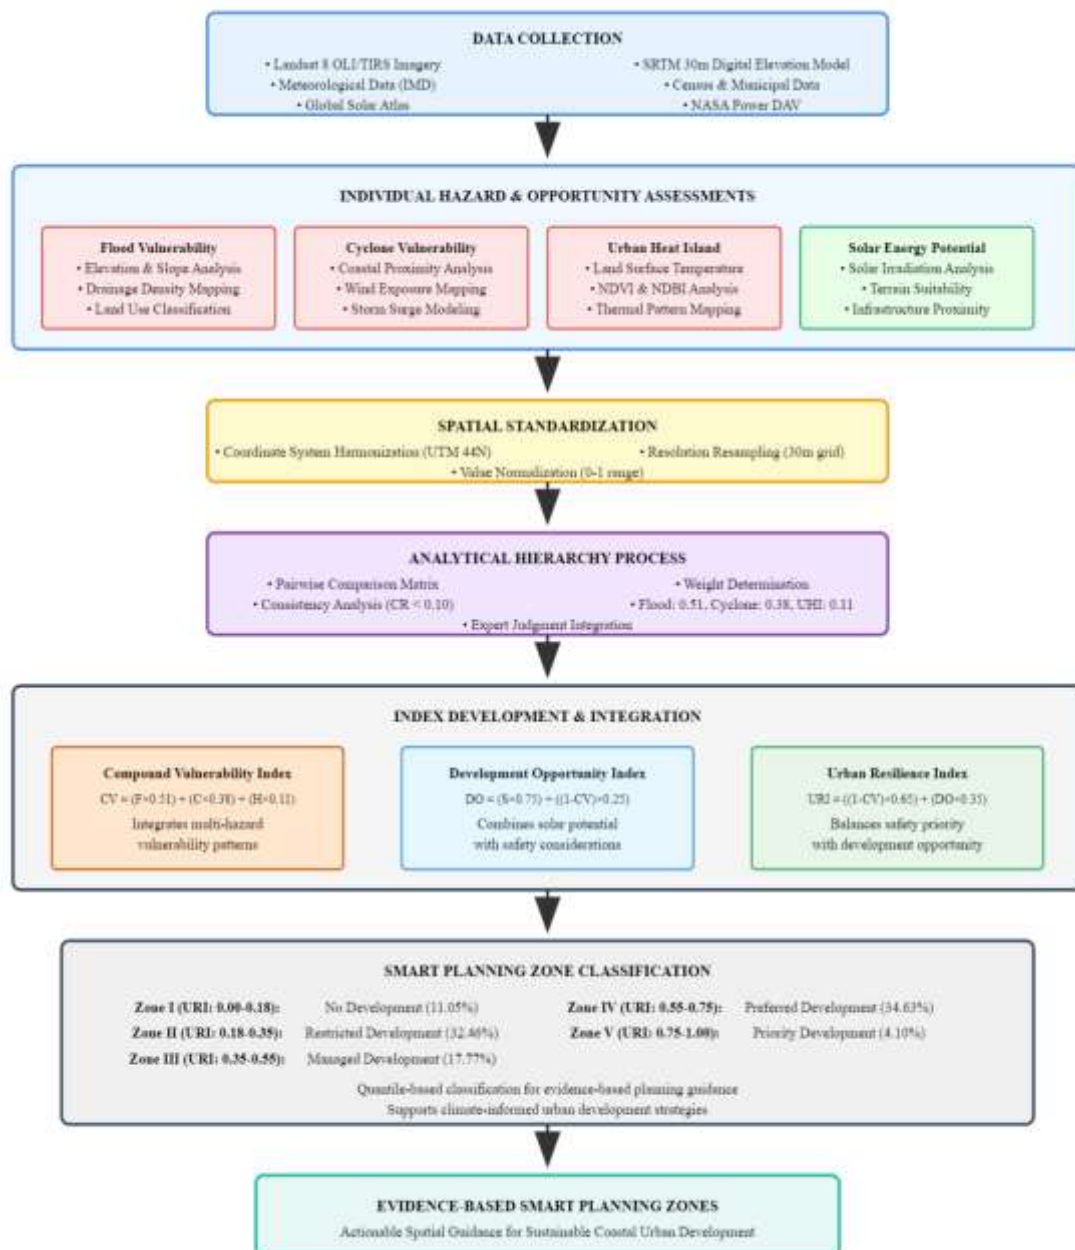 DATA COLLECTION
• Landsat 8 OLI/TIRS Imagery
• SRTM 30m Digital Elevation Model
• Meteorological Data (IMD)
• Census & Municipal Data
• Global Solar Atlas
• NASA Power DAV
INDIVIDUAL HAZARD & OPPORTUNITY ASSESSMENTS
Flood Vulnerability
• Elevation & Slope Analysis
• Drainage Density Mapping
• Land Use Classification
Cyclone Vulnerability
• Coastal Proximity Analysis
• Wind Exposure Mapping
• Storm Surge Modeling
Urban Heat Island
• Land Surface Temperature
• NDVI & NDBI Analysis
• Thermal Pattern Mapping
Solar Energy Potential
• Solar Irradiation Analysis
• Terrain Suitability
• Infrastructure Proximity
SPATIAL STANDARDIZATION
• Coordinate System Harmonization (UTM 44N)
• Resolution Resampling (30m grid)
• Value Normalization (0-1 range)
ANALYTICAL HIERARCHY PROCESS
• Pairwise Comparison Matrix
• Weight Determination
• Consistency Analysis (CR < 0.10)
• Flood: 0.51, Cyclone: 0.38, UHI: 0.11
• Expert Judgment Integration
INDEX DEVELOPMENT & INTEGRATION
Compound Vulnerability Index
CV = (F×0.51) + (C×0.38) + (H×0.11)
Integrates multi-hazard
vulnerability patterns
Development Opportunity Index
DO = (S×0.75) + ((1-CV)×0.25)
Combines solar potential
with safety considerations
Urban Resilience Index
URI = ((1-CV)×0.65) + (DO×0.35)
Balances safety priority
with development opportunity
SMART PLANNING ZONE CLASSIFICATION
Zone I (URI: 0.00-0.18): No Development (11.05%)
Zone IV (URI: 0.55-0.75): Preferred Development (34.63%)
Zone II (URI: 0.18-0.35): Restricted Development (32.46%)
Zone V (URI: 0.75-1.00): Priority Development (4.10%)
Zone III (URI: 0.35-0.55): Managed Development (17.77%)
Quantile-based classification for evidence-based planning guidance
Supports climate-informed urban development strategies
EVIDENCE-BASED SMART PLANNING ZONES
Actionable Spatial Guidance for Sustainable Coastal Urban Development